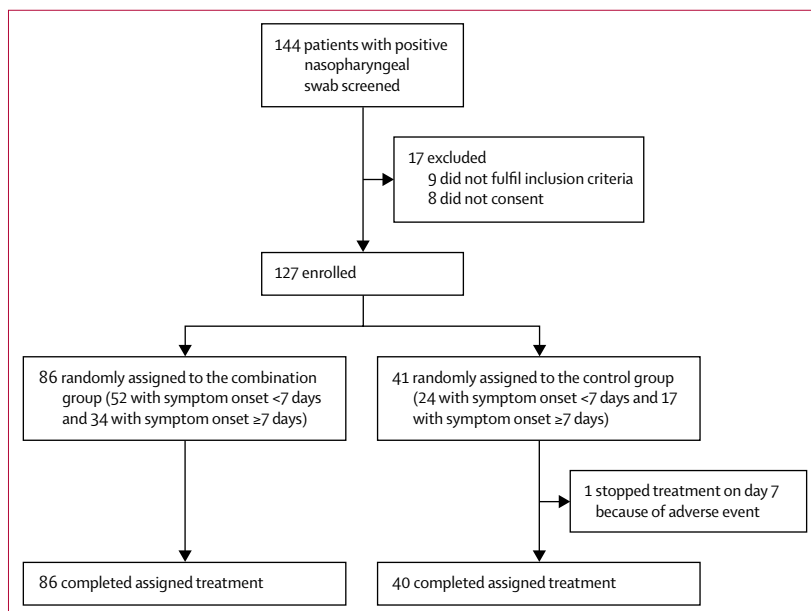 144 patients with positive
nasopharyngeal
swab screened
17 excluded
9 did not fulfil inclusion criteria
8 did not consent
127 enrolled
86 randomly assigned to the combination
group (52 with symptom onset <7 days
and 34 with symptom onset ≥7 days)
41 randomly assigned to the control group
(24 with symptom onset <7 days and 17
with symptom onset ≥7 days)
1 stopped treatment on day 7
because of adverse event
86 completed assigned treatment
40 completed assigned treatment